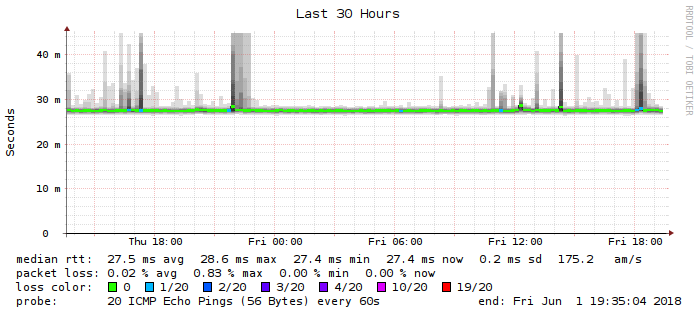 Last 30 Hours
RRDTOOL / TOBI OETIKER
Seconds
40 m
30 m
20 m
10 m
0
Thu 18:00 Fri 00:00 Fri 06:00 Fri 12:00 Fri 18:00
median rtt: 27.5 ms avg 28.6 ms max 27.4 ms min 27.4 ms now 0.2 ms sd 175.2 am/s
packet loss: 0.02 % avg 0.83 % max 0.00 % min 0.00 % now
loss color: 0 1/20 2/20 3/20 4/20 10/20 19/20
probe: 20 ICMP Echo Pings (56 Bytes) every 60s end: Fri Jun 1 19:35:04 2018